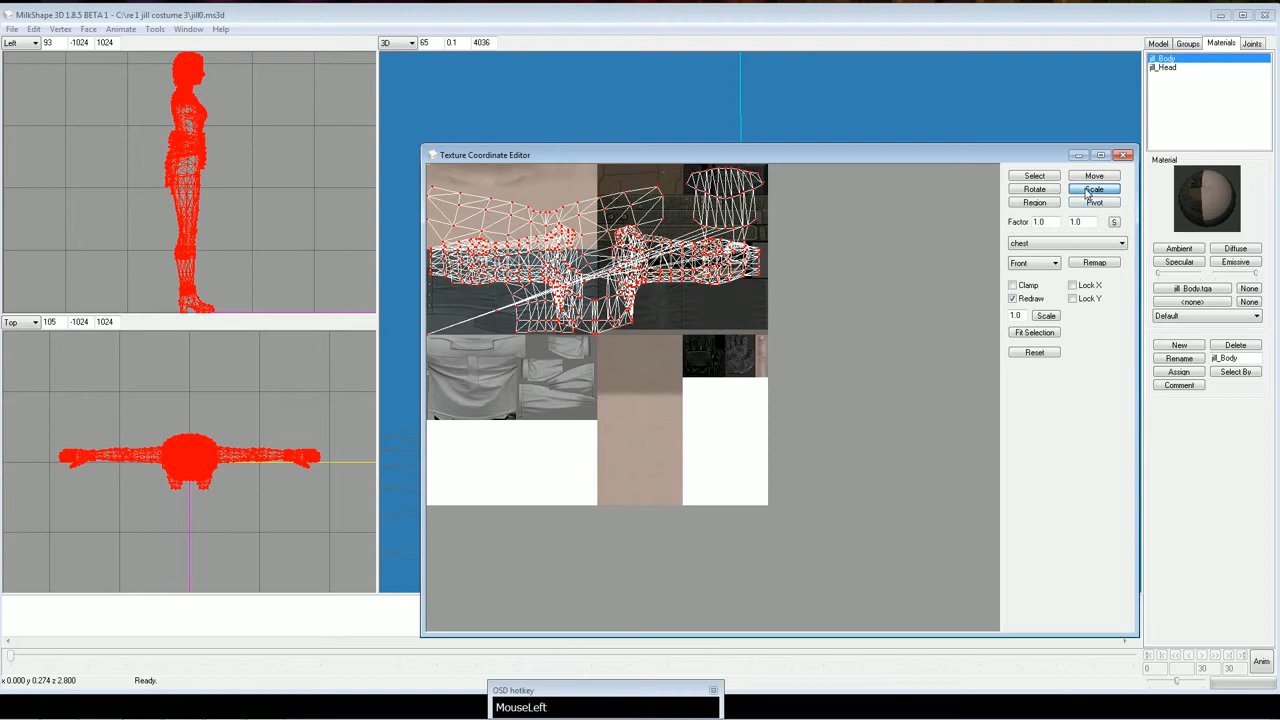 MilkShape 3D 1.8.5 BETA 1 - C:\re1 jill costume 3\jill0.ms3d
File Edit Vertex Face Animate Tools Window Help
Left 93 -1024 1024
3D 65 0.1 4036
Model Groups Materials Joints
jill_Body
jill_Head
Texture Coordinate Editor
Material
Select Move
Rotate Scale
Region Pivot
Factor 1.0 1.0 S
chest
Front Remap
Clamp Lock X
Redraw Lock Y
1.0 Scale
Fit Selection
Reset
Ambient Diffuse
Specular Emissive
jill_Body.tga None
<none> None
Default
New Delete
Rename jill_Body
Assign Select By
Comment
Top 105 -1024 1024
0 30 30 Anim
x 0.000 y 0.274 z 2.800 Ready.
OSD hotkey
MouseLeft